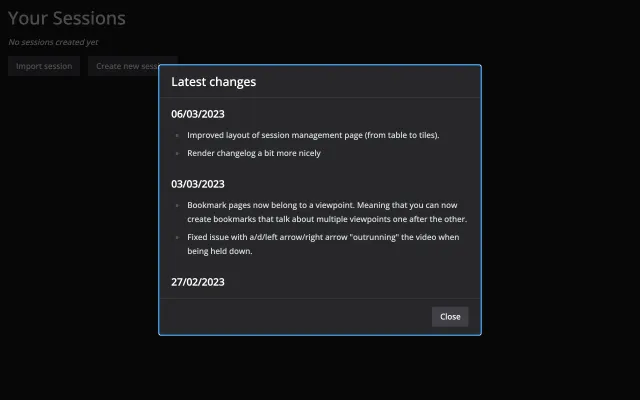 Your Sessions
No sessions created yet
Import session
Create new sess
Latest changes
06/03/2023
Improved layout of session management page (from table to tiles).
Render changelog a bit more nicely
03/03/2023
Bookmark pages now belong to a viewpoint. Meaning that you can now
create bookmarks that talk about multiple viewpoints one after the other.
Fixed issue with a/d/left arrow/right arrow "outrunning" the video when
being held down.
27/02/2023
Close